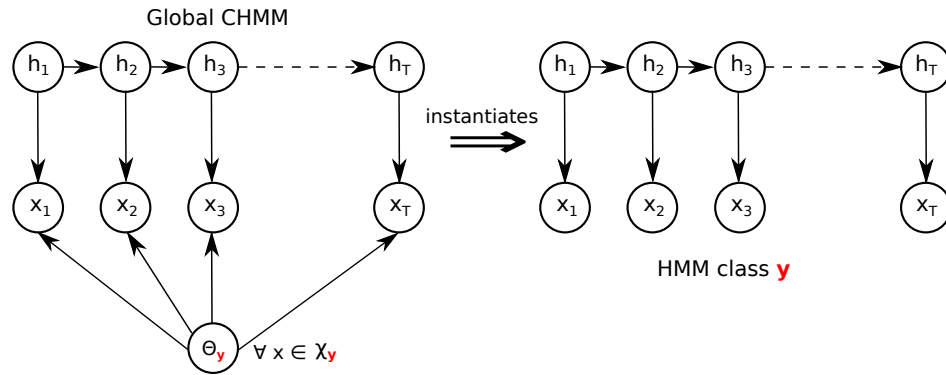 Global CHMM
h1 h2 h3 hT
x1 x2 x3 xT
Θy ∀ x ∈ χy
instantiates
h1 h2 h3 hT
x1 x2 x3 xT
HMM class y